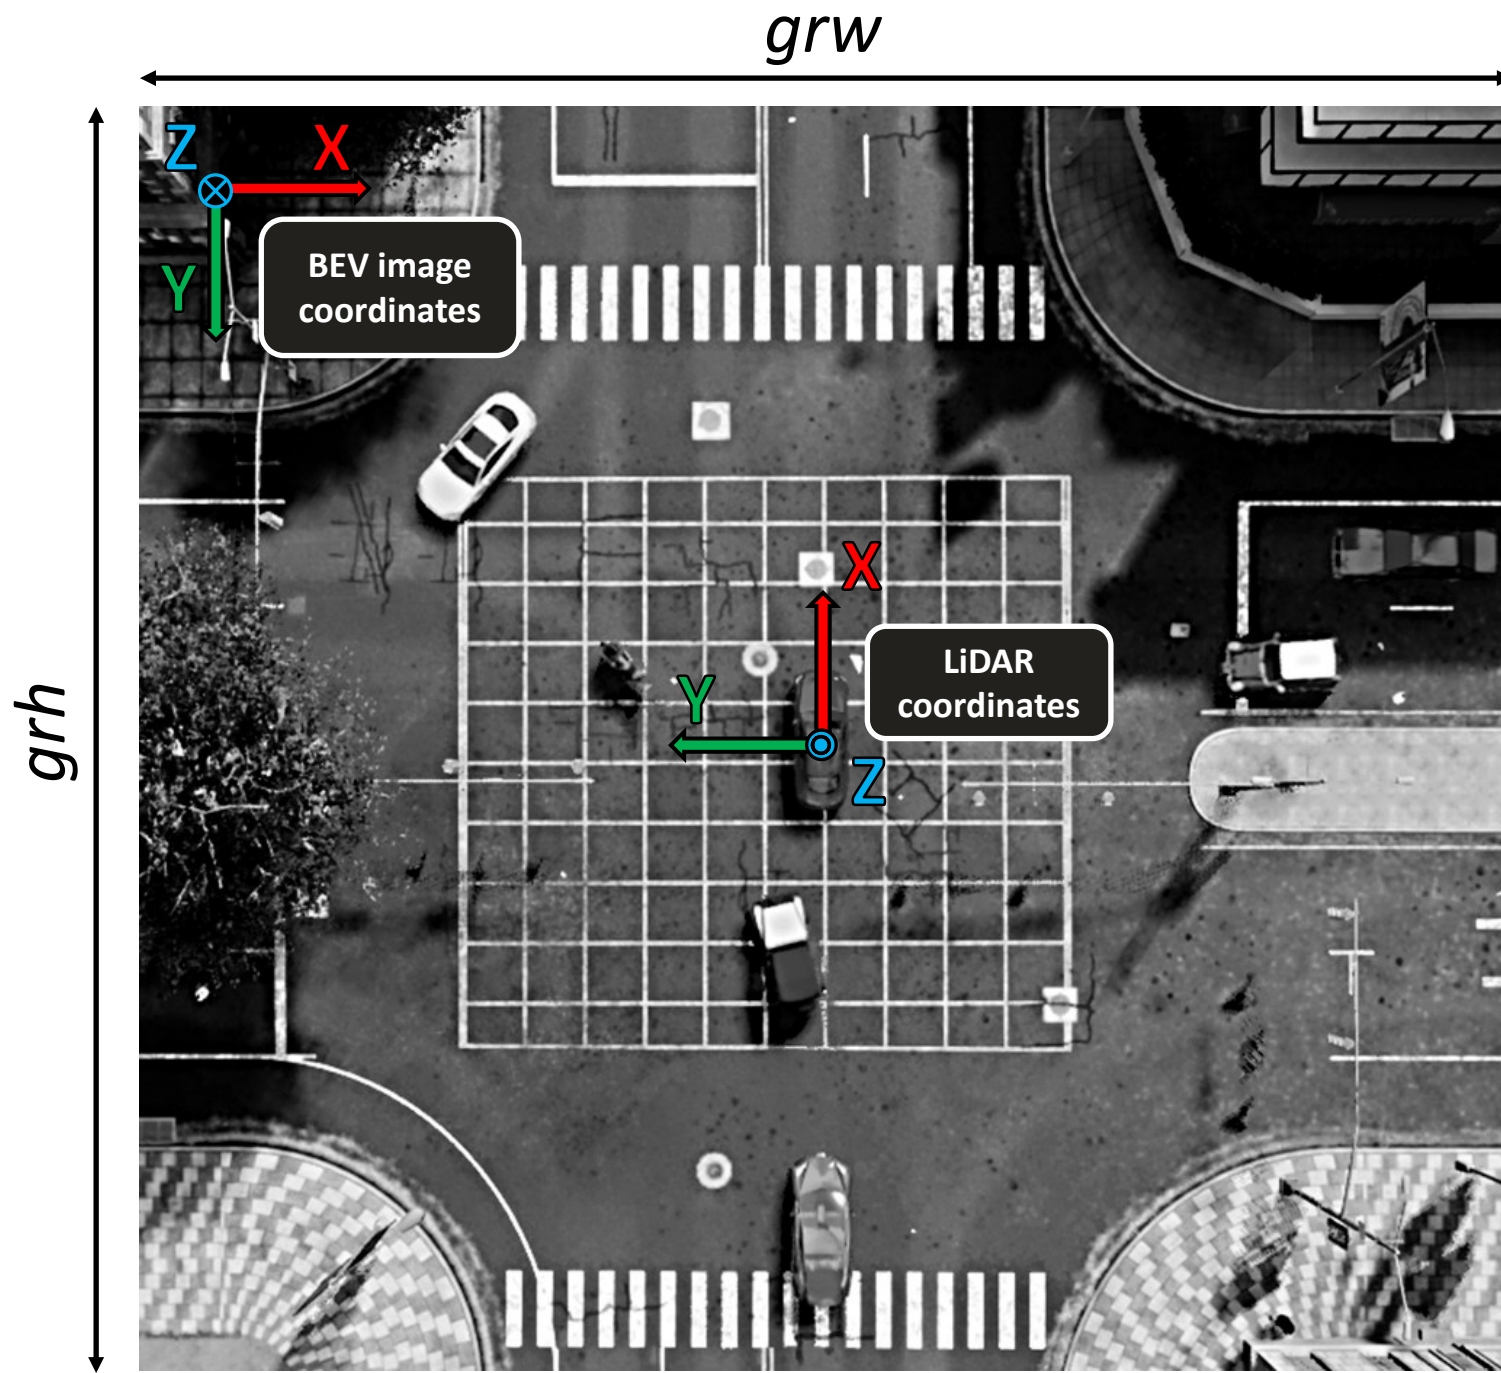 grw
Z
X
BEV image
coordinates
Y
X
LiDAR
coordinates
Y
Z
grh